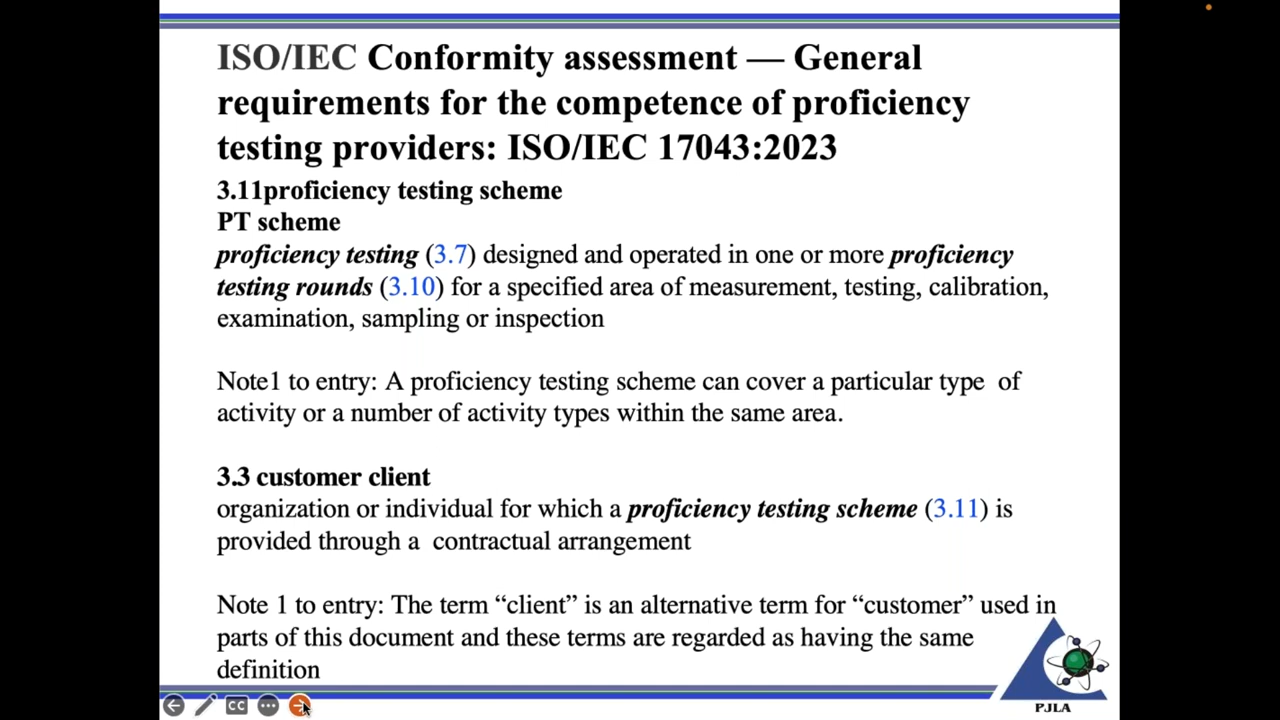 ISO/IEC Conformity assessment — General
requirements for the competence of proficiency
testing providers: ISO/IEC 17043:2023
3.11proficiency testing scheme
PT scheme
proficiency testing (3.7) designed and operated in one or more proficiency
testing rounds (3.10) for a specified area of measurement, testing, calibration,
examination, sampling or inspection
Note1 to entry: A proficiency testing scheme can cover a particular type of
activity or a number of activity types within the same area.
3.3 customer client
organization or individual for which a proficiency testing scheme (3.11) is
provided through a contractual arrangement
Note 1 to entry: The term “client” is an alternative term for “customer” used in
parts of this document and these terms are regarded as having the same
definition
CC
PJLA